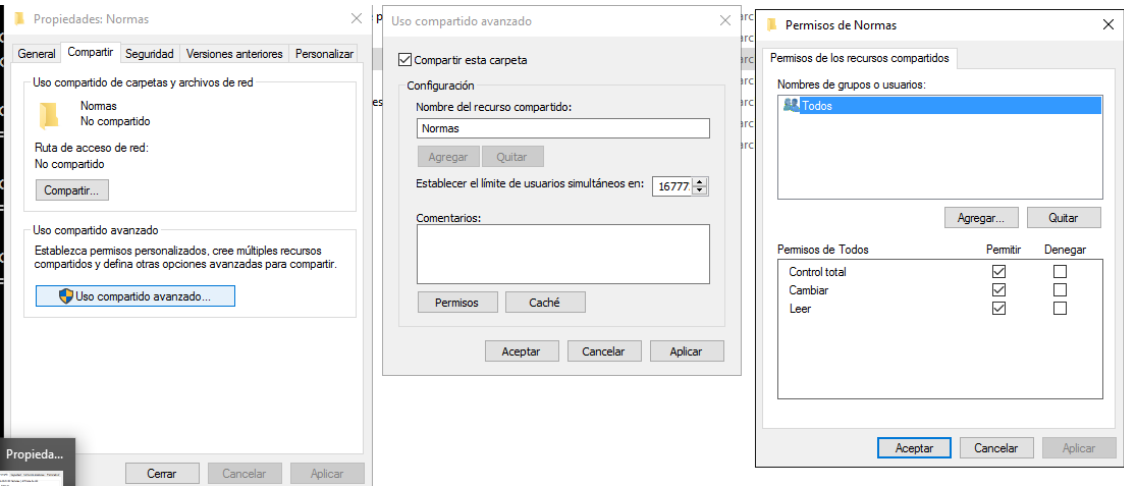 Propiedades: Normas
General Compartir Seguridad Versiones anteriores Personalizar
Uso compartido de carpetas y archivos de red
Normas
No compartido
Ruta de acceso de red:
No compartido
Compartir...
Uso compartido avanzado
Establezca permisos personalizados, cree múltiples recursos
compartidos y defina otras opciones avanzadas para compartir.
Uso compartido avanzado...
Propieda...
Cerrar Cancelar Aplicar
Uso compartido avanzado
Compartir esta carpeta
Configuración
Nombre del recurso compartido:
Normas
Agregar Quitar
Establecer el límite de usuarios simultáneos en: 16777
Comentarios:
Permisos Caché
Aceptar Cancelar Aplicar
Permisos de Normas
Permisos de los recursos compartidos
Nombres de grupos o usuarios:
Todos
Agregar... Quitar
Permisos de Todos Permitir Denegar
Control total
Cambiar
Leer
Aceptar Cancelar Aplicar